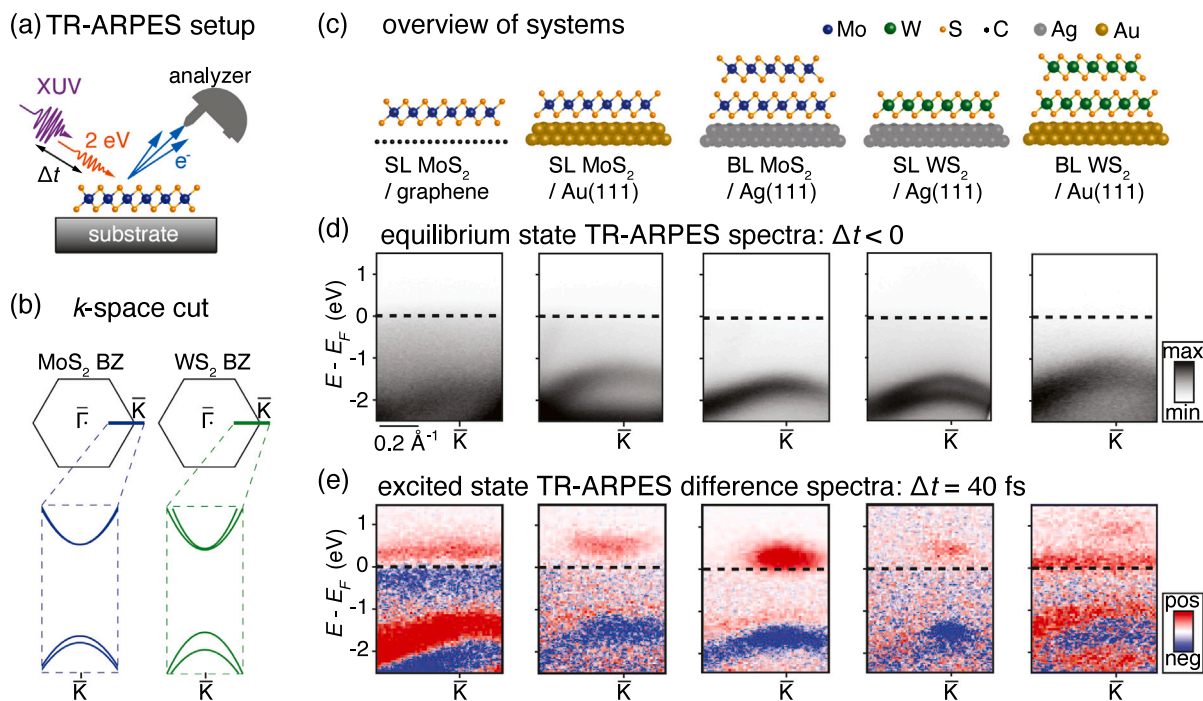 (a) TR-ARPES setup
XUV
analyzer
2 eV
Δt
e-
substrate
(b) k-space cut
MoS₂ BZ
WS₂ BZ
Γ̄
K̄
Γ̄
K̄
K̄
K̄
(c) overview of systems
Mo W S C Ag Au
SL MoS₂
/ graphene
SL MoS₂
/ Au(111)
BL MoS₂
/ Ag(111)
SL WS₂
/ Ag(111)
BL WS₂
/ Au(111)
(d) equilibrium state TR-ARPES spectra: Δt < 0
E - E_F (eV)
1
0
-1
-2
0.2 Å⁻¹
K̄
K̄
K̄
K̄
K̄
max
min
(e) excited state TR-ARPES difference spectra: Δt = 40 fs
E - E_F (eV)
1
0
-1
-2
K̄
K̄
K̄
K̄
K̄
pos
neg